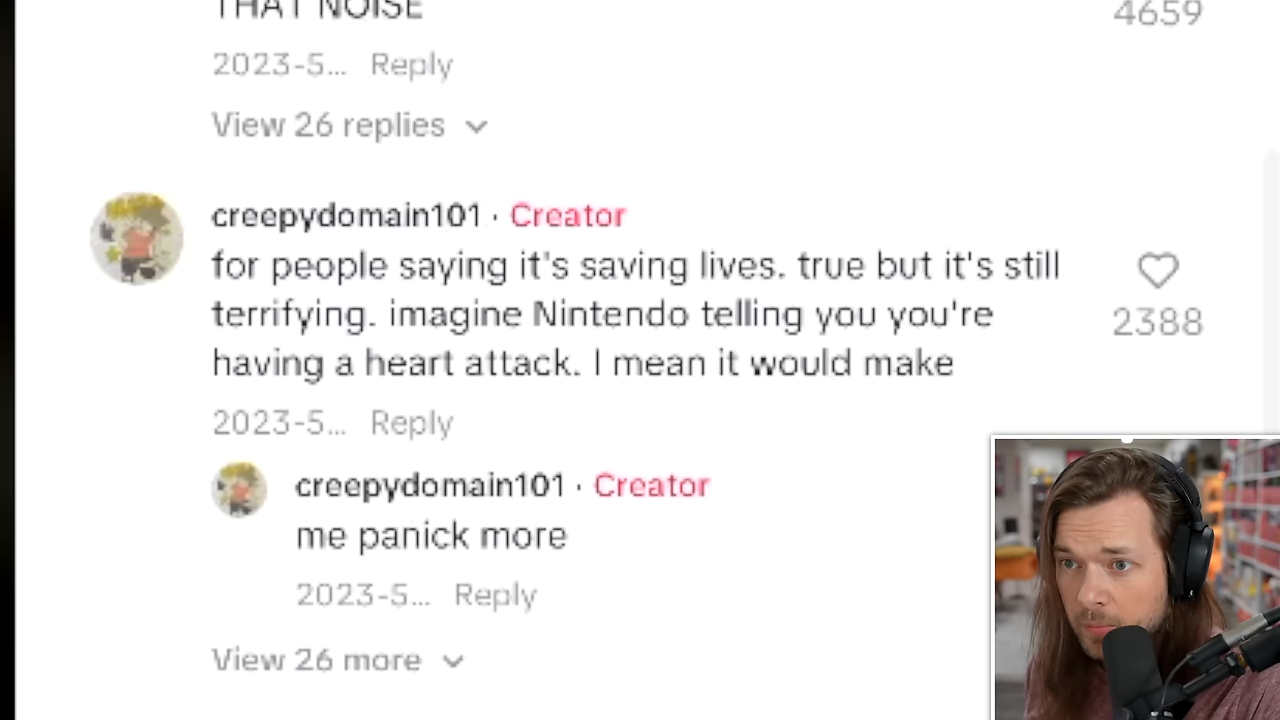 THAT NOISE
4659
2023-5... Reply
View 26 replies
creepydomain101 · Creator
for people saying it's saving lives. true but it's still
terrifying. imagine Nintendo telling you you're
having a heart attack. I mean it would make
2388
2023-5... Reply
creepydomain101 · Creator
me panick more
2023-5... Reply
View 26 more